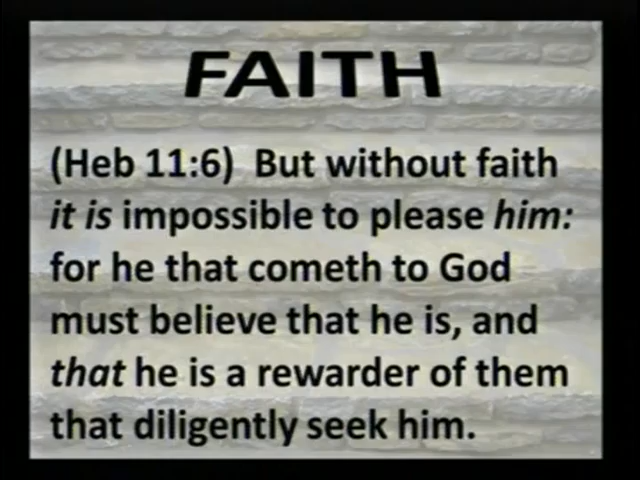 FAITH
(Heb 11:6)  But without faith
it is impossible to please him:
for he that cometh to God
must believe that he is, and
that he is a rewarder of them
that diligently seek him.